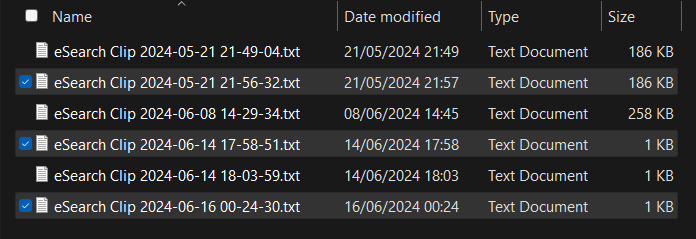 Name Date modified Type Size
eSearch Clip 2024-05-21 21-49-04.txt 21/05/2024 21:49 Text Document 186 KB
eSearch Clip 2024-05-21 21-56-32.txt 21/05/2024 21:57 Text Document 186 KB
eSearch Clip 2024-06-08 14-29-34.txt 08/06/2024 14:45 Text Document 258 KB
eSearch Clip 2024-06-14 17-58-51.txt 14/06/2024 17:58 Text Document 1 KB
eSearch Clip 2024-06-14 18-03-59.txt 14/06/2024 18:03 Text Document 1 KB
eSearch Clip 2024-06-16 00-24-30.txt 16/06/2024 00:24 Text Document 1 KB